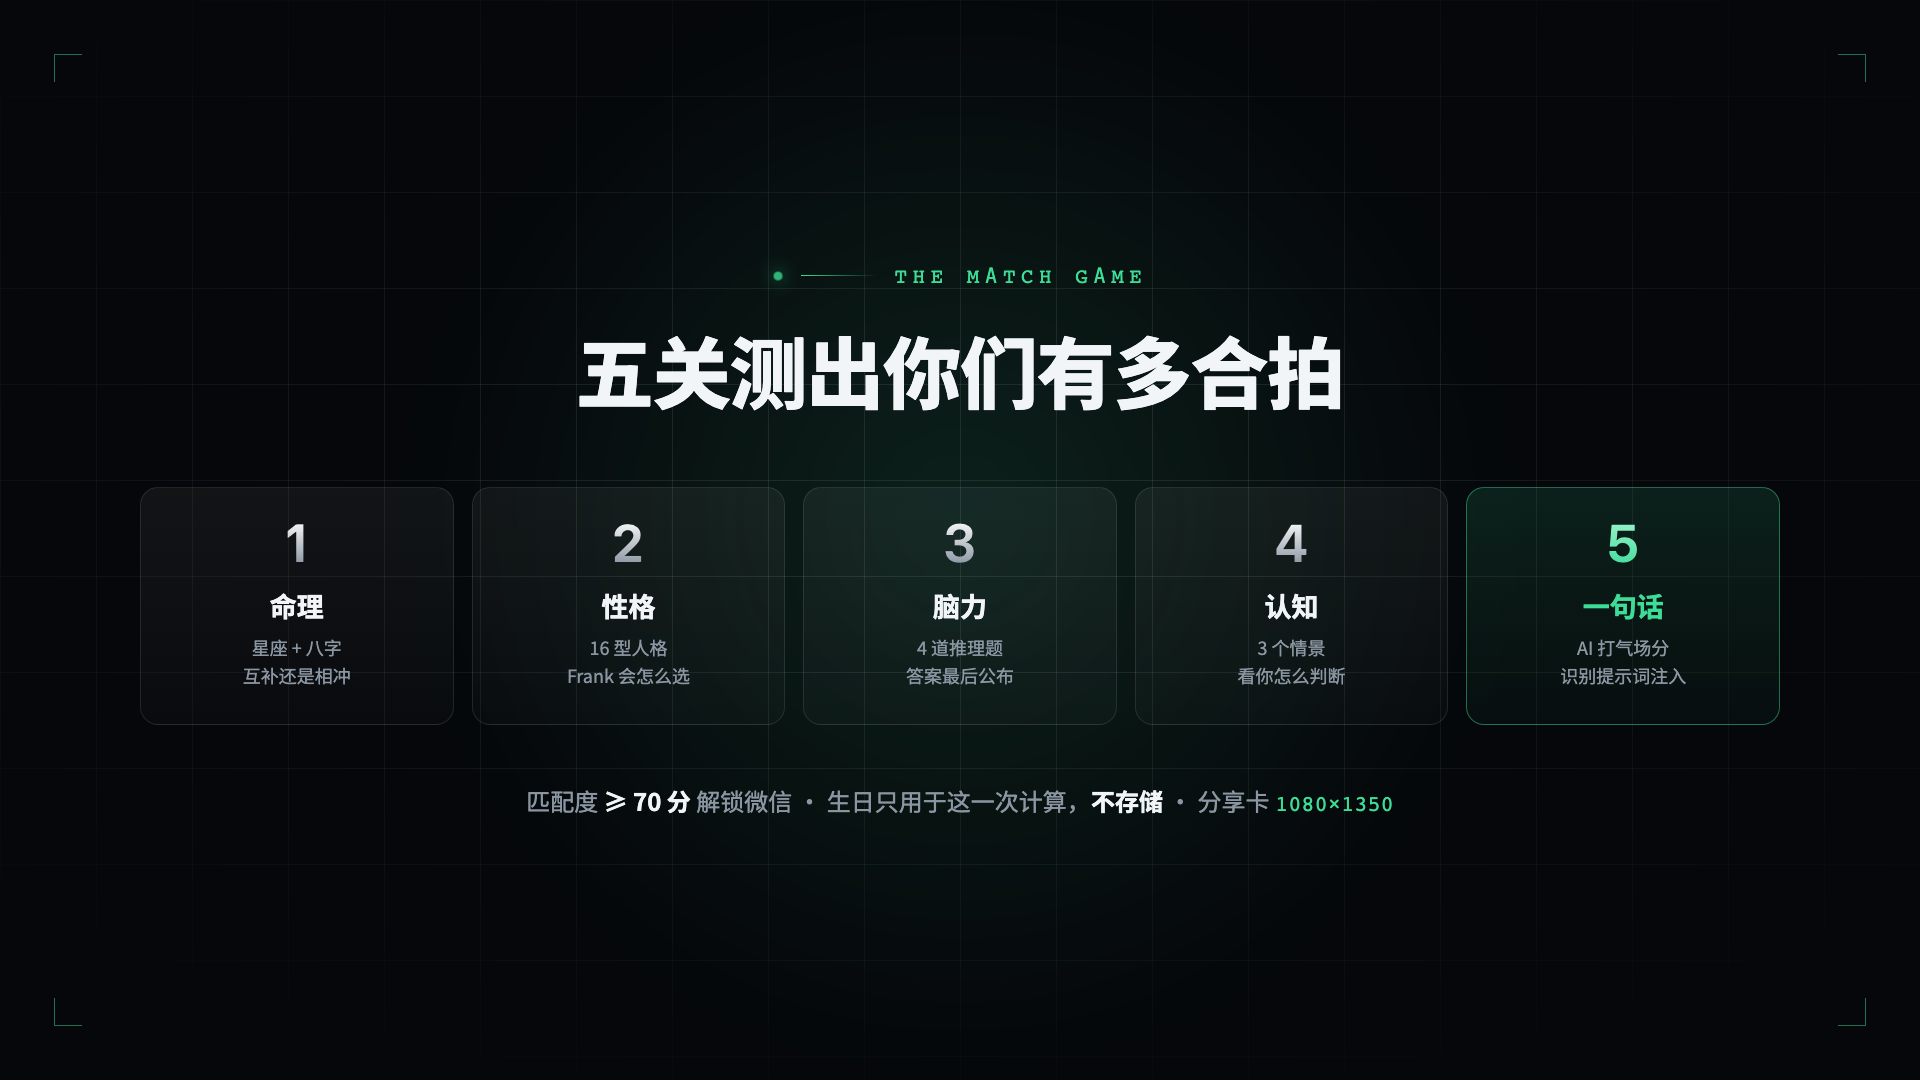 THE MATCH GAME
五关测出你们有多合拍
1
命理
星座 + 八字
互补还是相冲
2
性格
16 型人格
Frank 会怎么选
3
脑力
4 道推理题
答案最后公布
4
认知
3 个情景
看你怎么判断
5
一句话
AI 打气场分
识别提示词注入
匹配度 ≥ 70 分 解锁微信 · 生日只用于这一次计算，不存储 · 分享卡 1080×1350